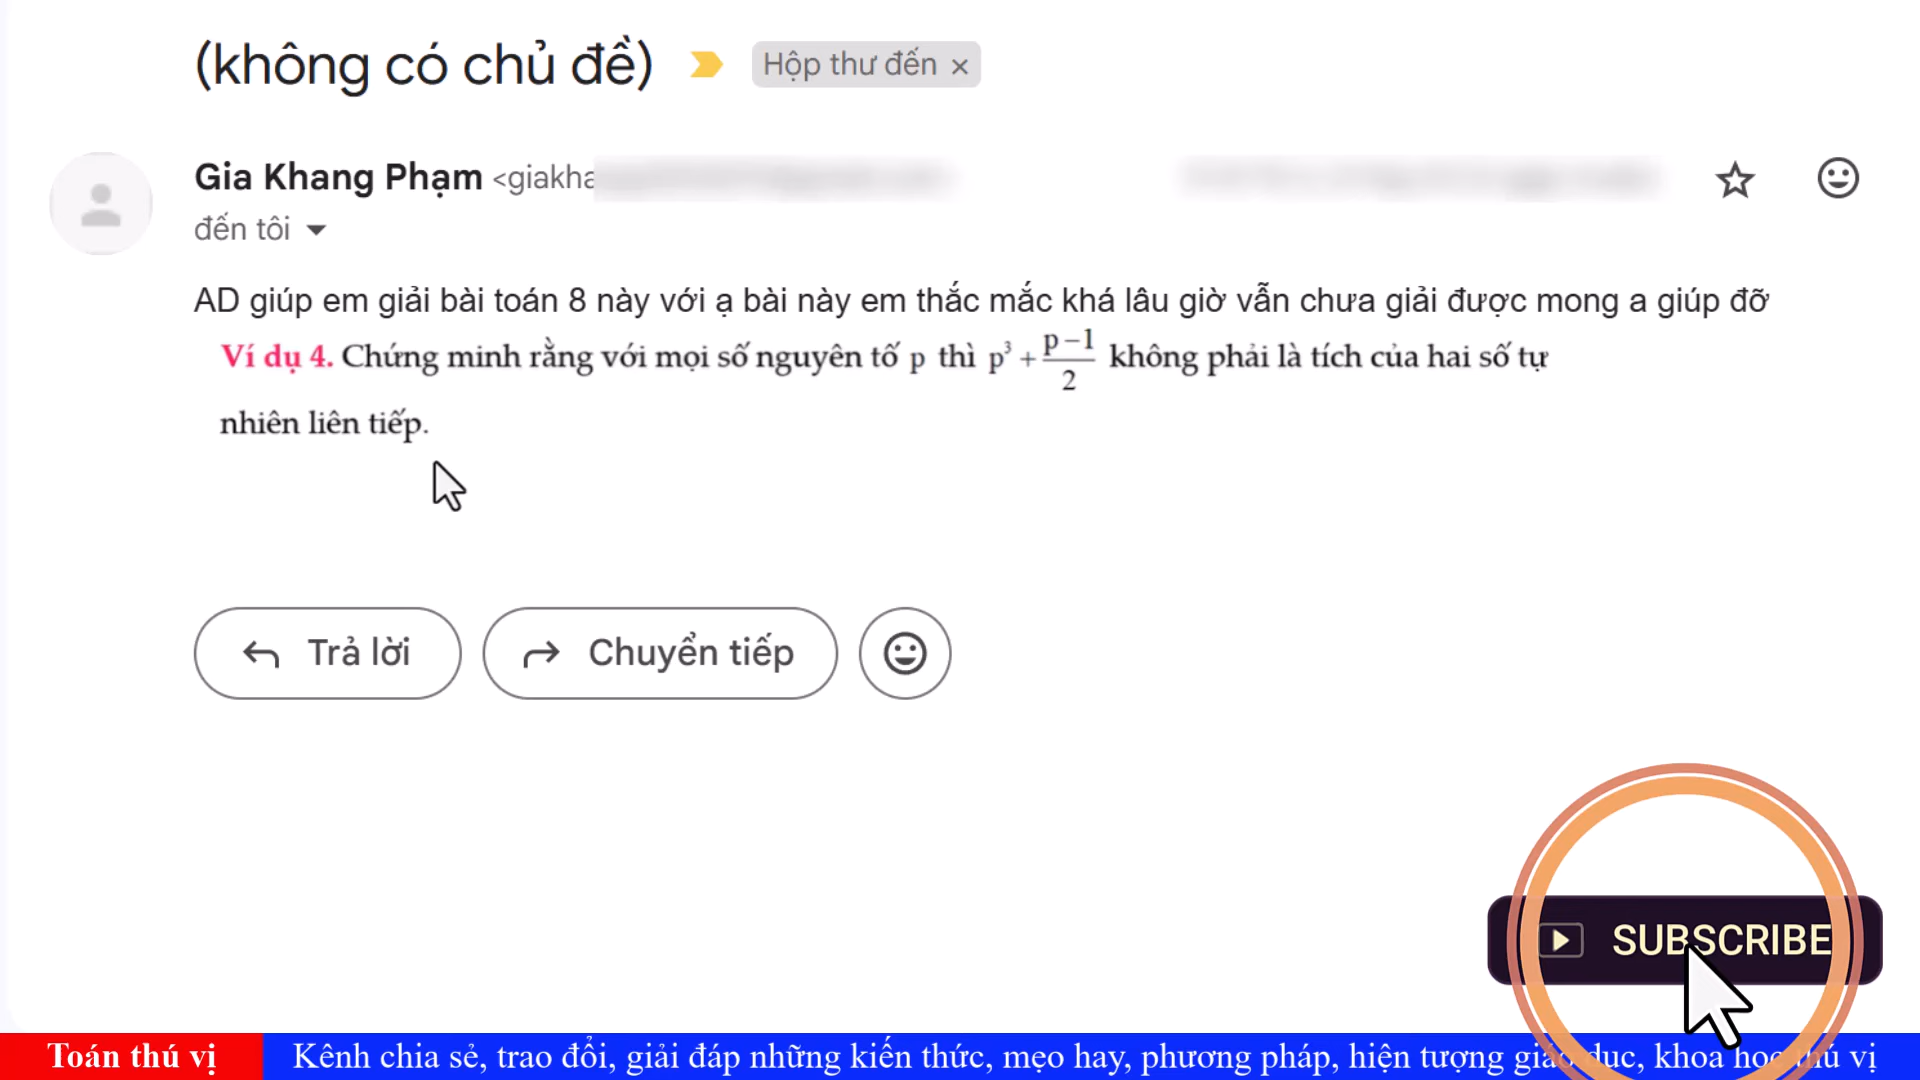 (không có chủ đề) Hộp thư đến ×
Gia Khang Phạm <giakha
đến tôi
AD giúp em giải bài toán 8 này với ạ bài này em thắc mắc khá lâu giờ vẫn chưa giải được mong a giúp đỡ
Ví dụ 4. Chứng minh rằng với mọi số nguyên tố p thì p³ + (p−1)/2 không phải là tích của hai số tự
nhiên liên tiếp.
Trả lời Chuyển tiếp
SUBSCRIBE
Toán thú vị Kênh chia sẻ, trao đổi, giải đáp những kiến thức, mẹo hay, phương pháp, hiện tượng giáo dục, khoa học thú vị